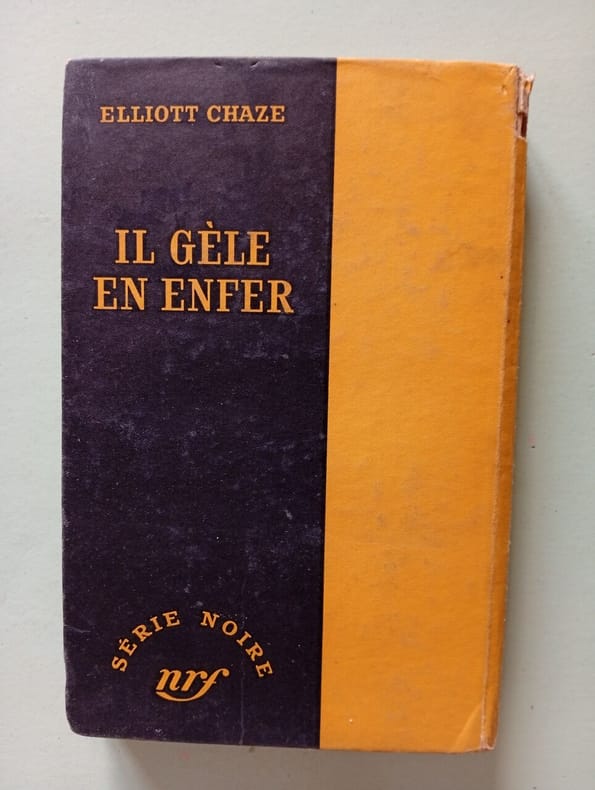 ELLIOTT CHAZE
IL GÈLE
EN ENFER
SÉRIE NOIRE
nrf